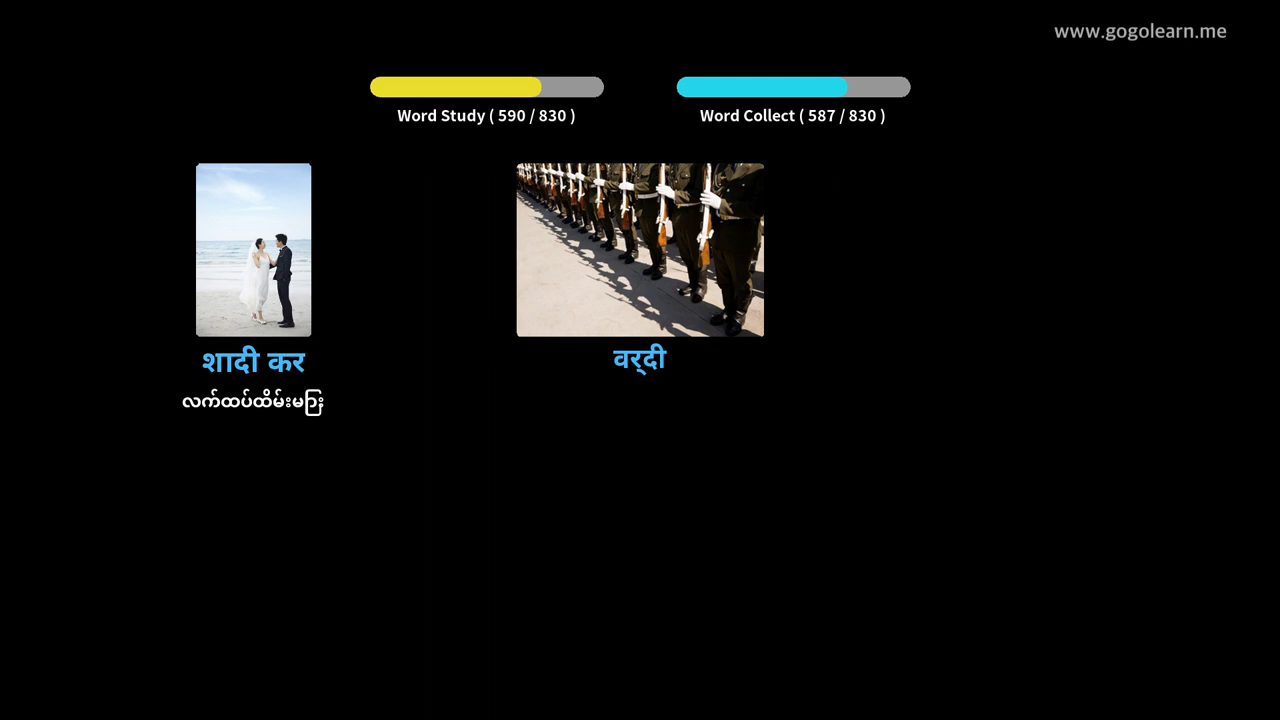 www.gogolearn.me
Word Study ( 590 / 830 )
Word Collect ( 587 / 830 )
शादी कर
वर्‌दी
လက်ထပ်ထိမ်းမြား